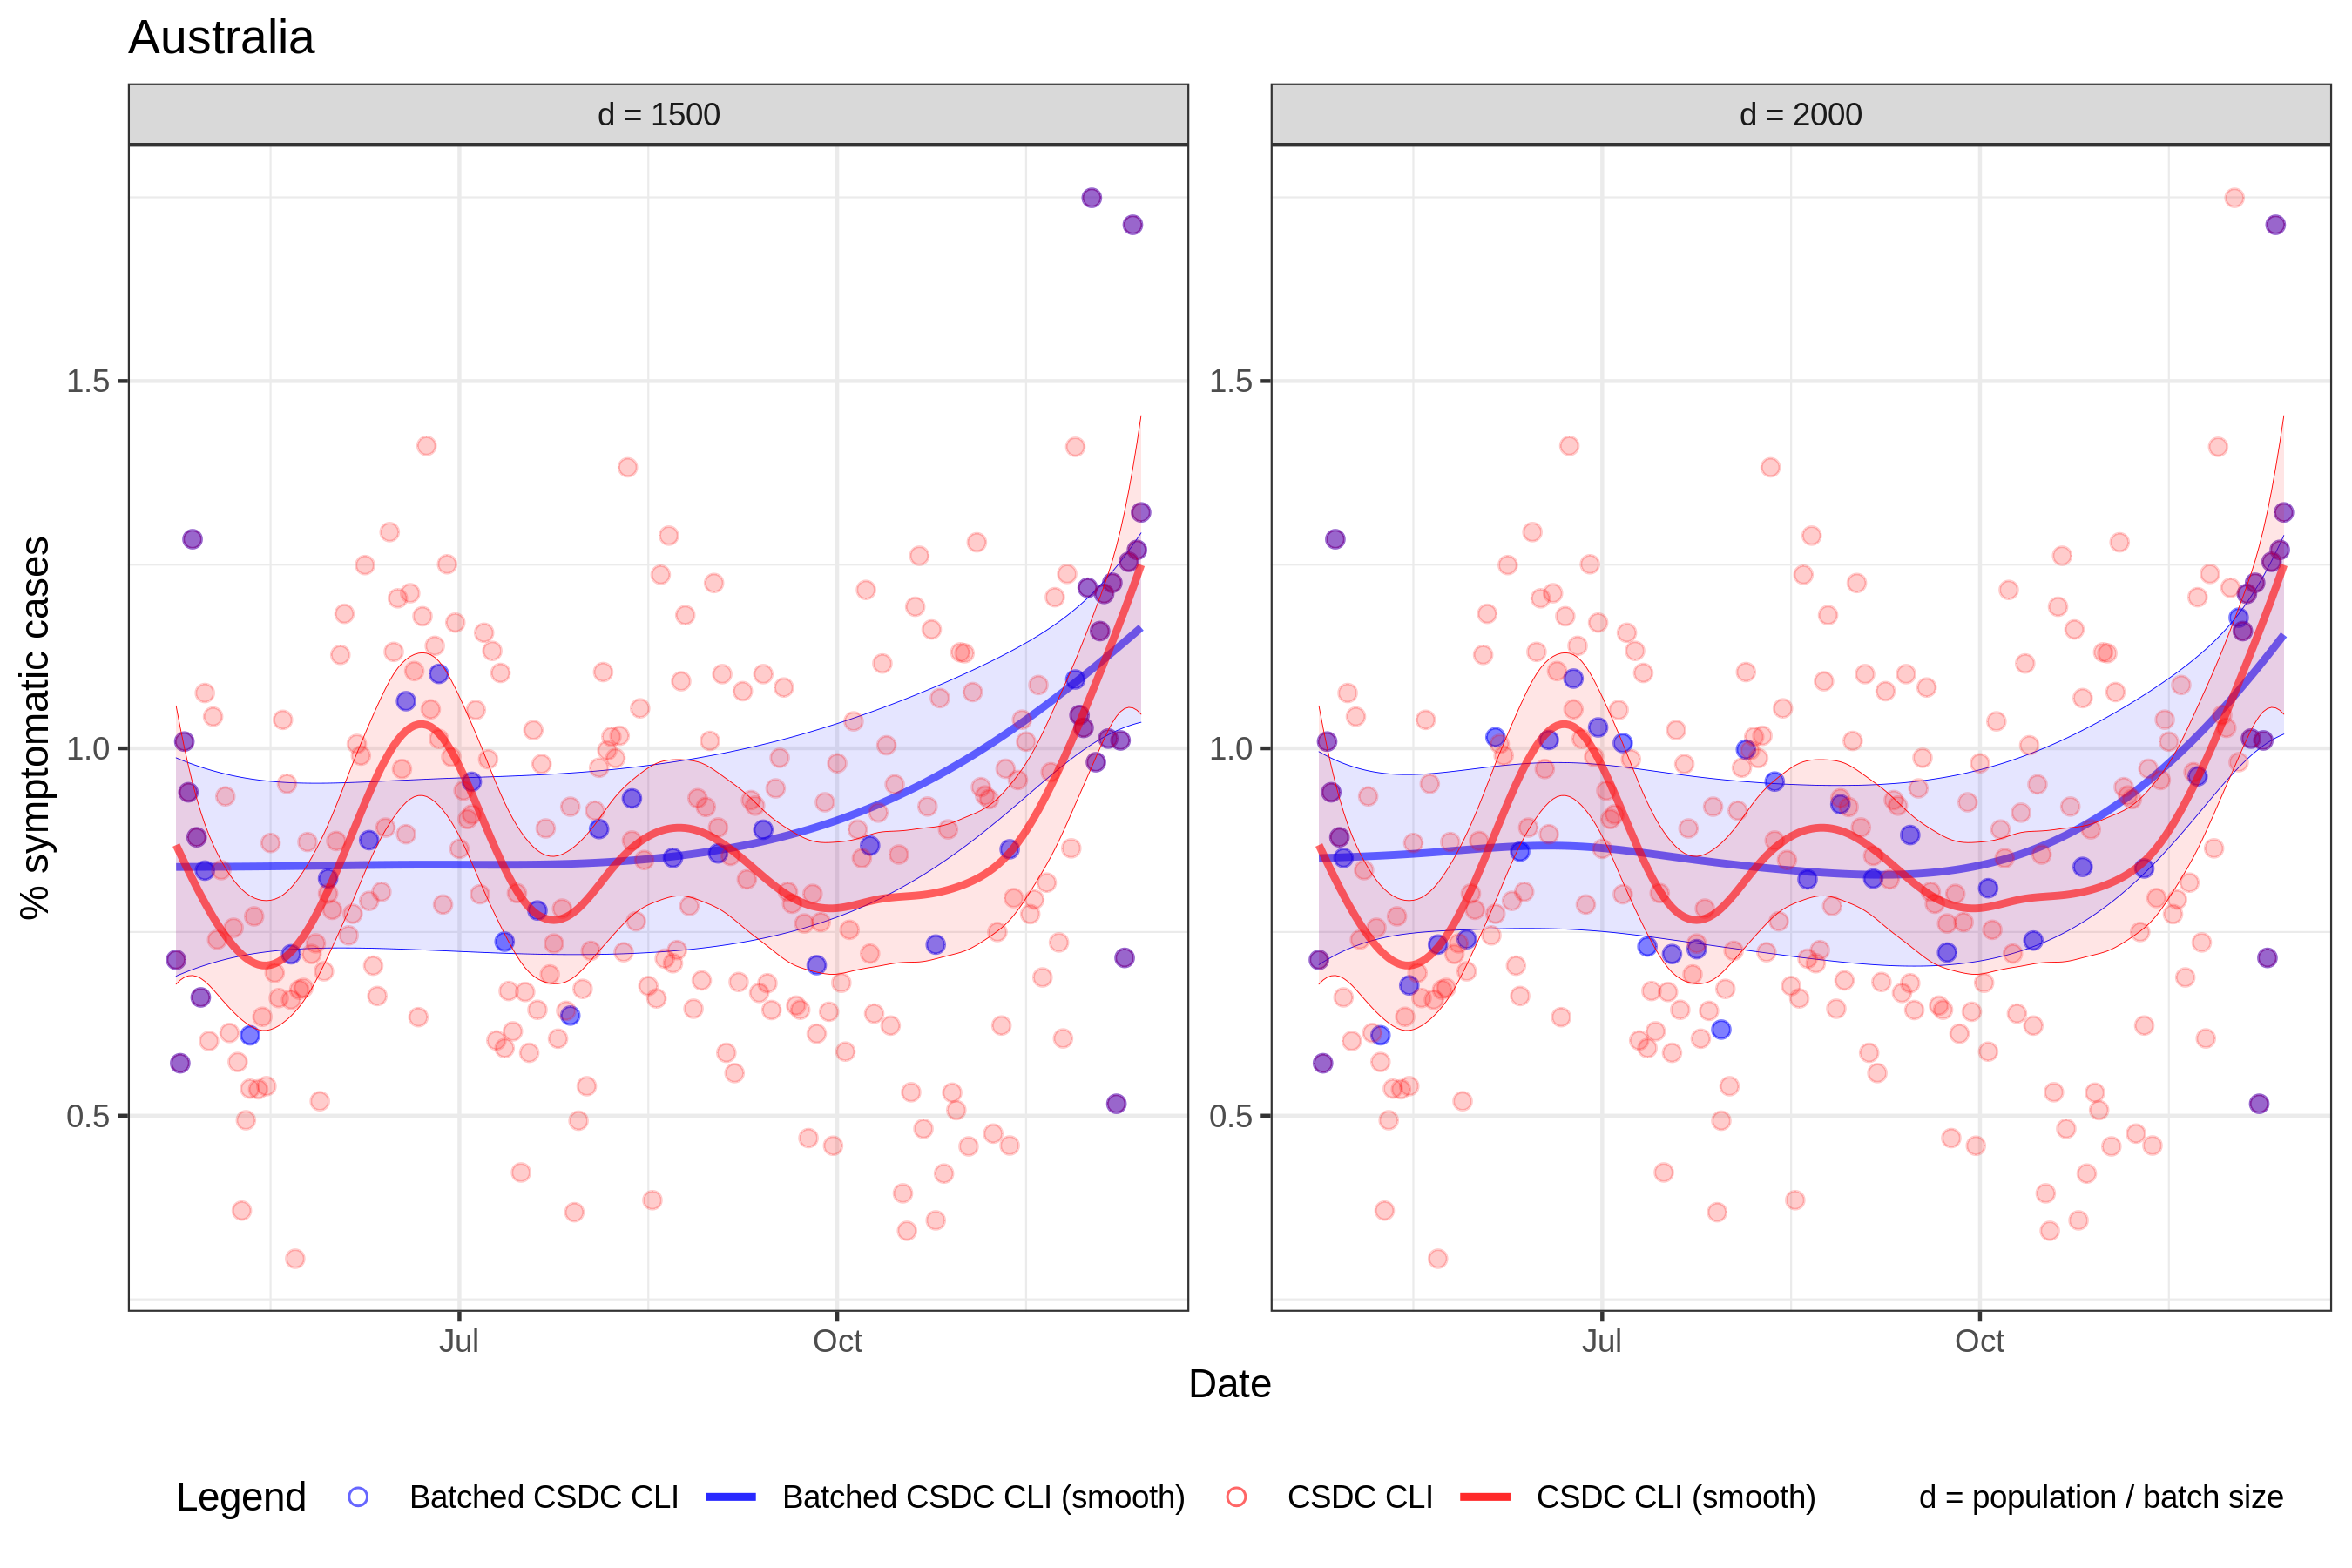 Australia
d = 1500
d = 2000
% symptomatic cases
1.5
1.0
0.5
1.5
1.0
0.5
Jul
Oct
Jul
Oct
Date
Legend Batched CSDC CLI Batched CSDC CLI (smooth) CSDC CLI CSDC CLI (smooth) d = population / batch size